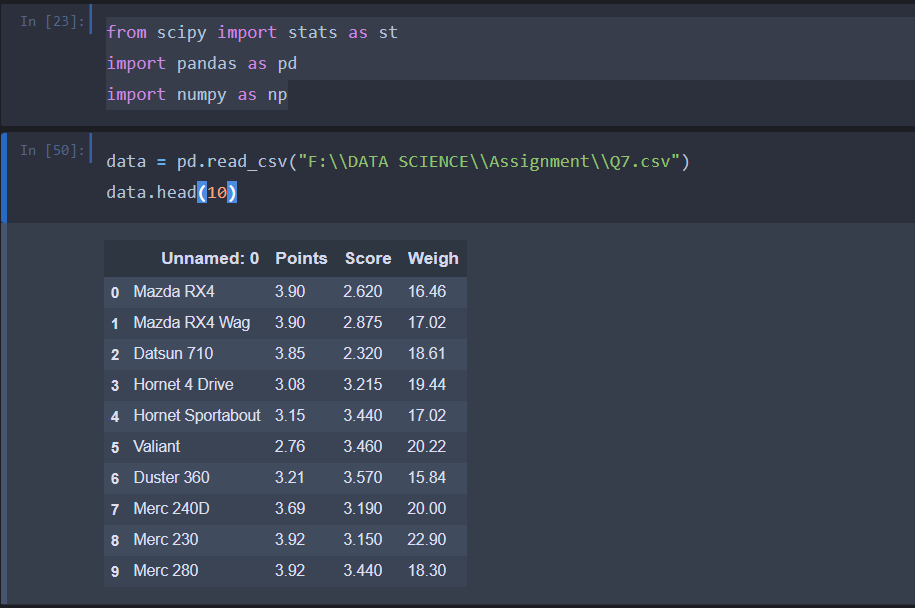 In [23]:
from scipy import stats as st
import pandas as pd
import numpy as np
In [50]:
data = pd.read_csv("F:\\DATA SCIENCE\\Assignment\\Q7.csv")
data.head(10)
Unnamed: 0 Points Score Weigh
0 Mazda RX4 3.90 2.620 16.46
1 Mazda RX4 Wag 3.90 2.875 17.02
2 Datsun 710 3.85 2.320 18.61
3 Hornet 4 Drive 3.08 3.215 19.44
4 Hornet Sportabout 3.15 3.440 17.02
5 Valiant 2.76 3.460 20.22
6 Duster 360 3.21 3.570 15.84
7 Merc 240D 3.69 3.190 20.00
8 Merc 230 3.92 3.150 22.90
9 Merc 280 3.92 3.440 18.30